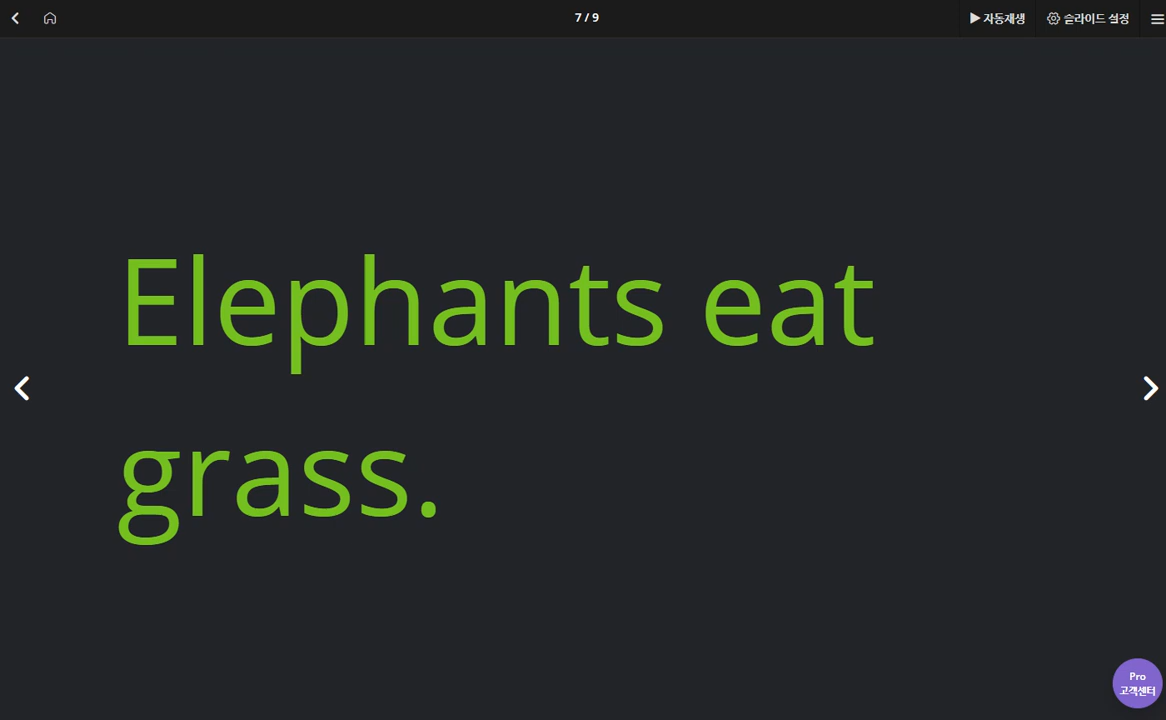 7 / 9
▶ 자동재생
슬라이드 설정
Elephants eat
grass.
Pro
고객센터